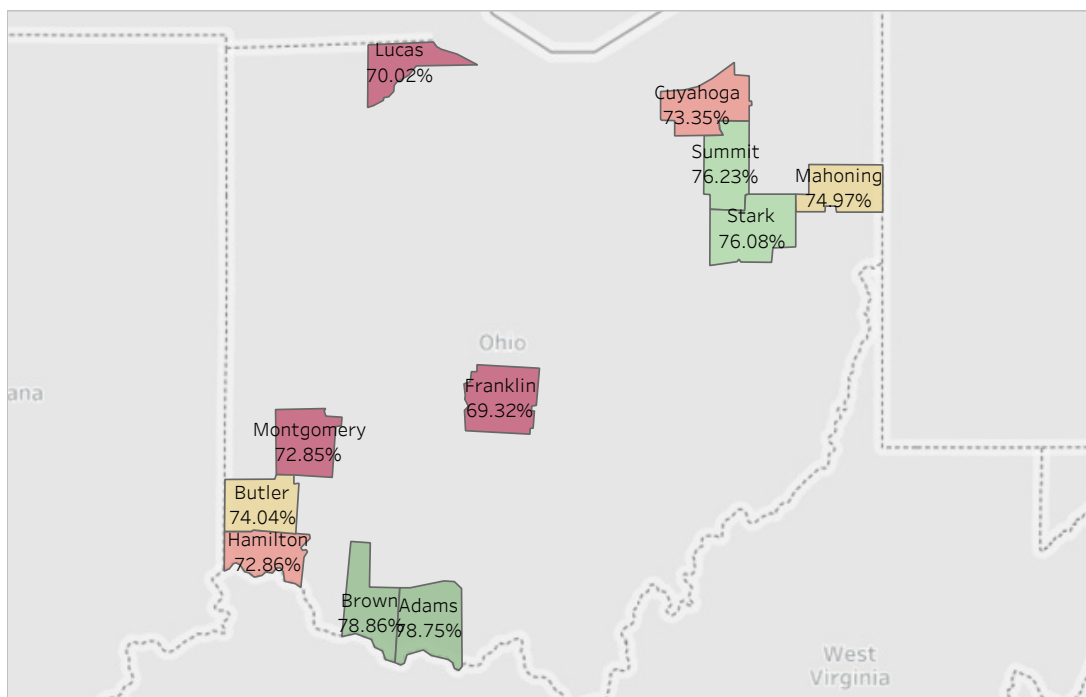 Lucas
70.02%
Cuyahoga
73.35%
Summit
76.23%
Mahoning
74.97%
Stark
76.08%
Ohio
Franklin
69.32%
ana
Montgomery
72.85%
Butler
74.04%
Hamilton
72.86%
Brown
78.86%
Adams
78.75%
West
Virginia